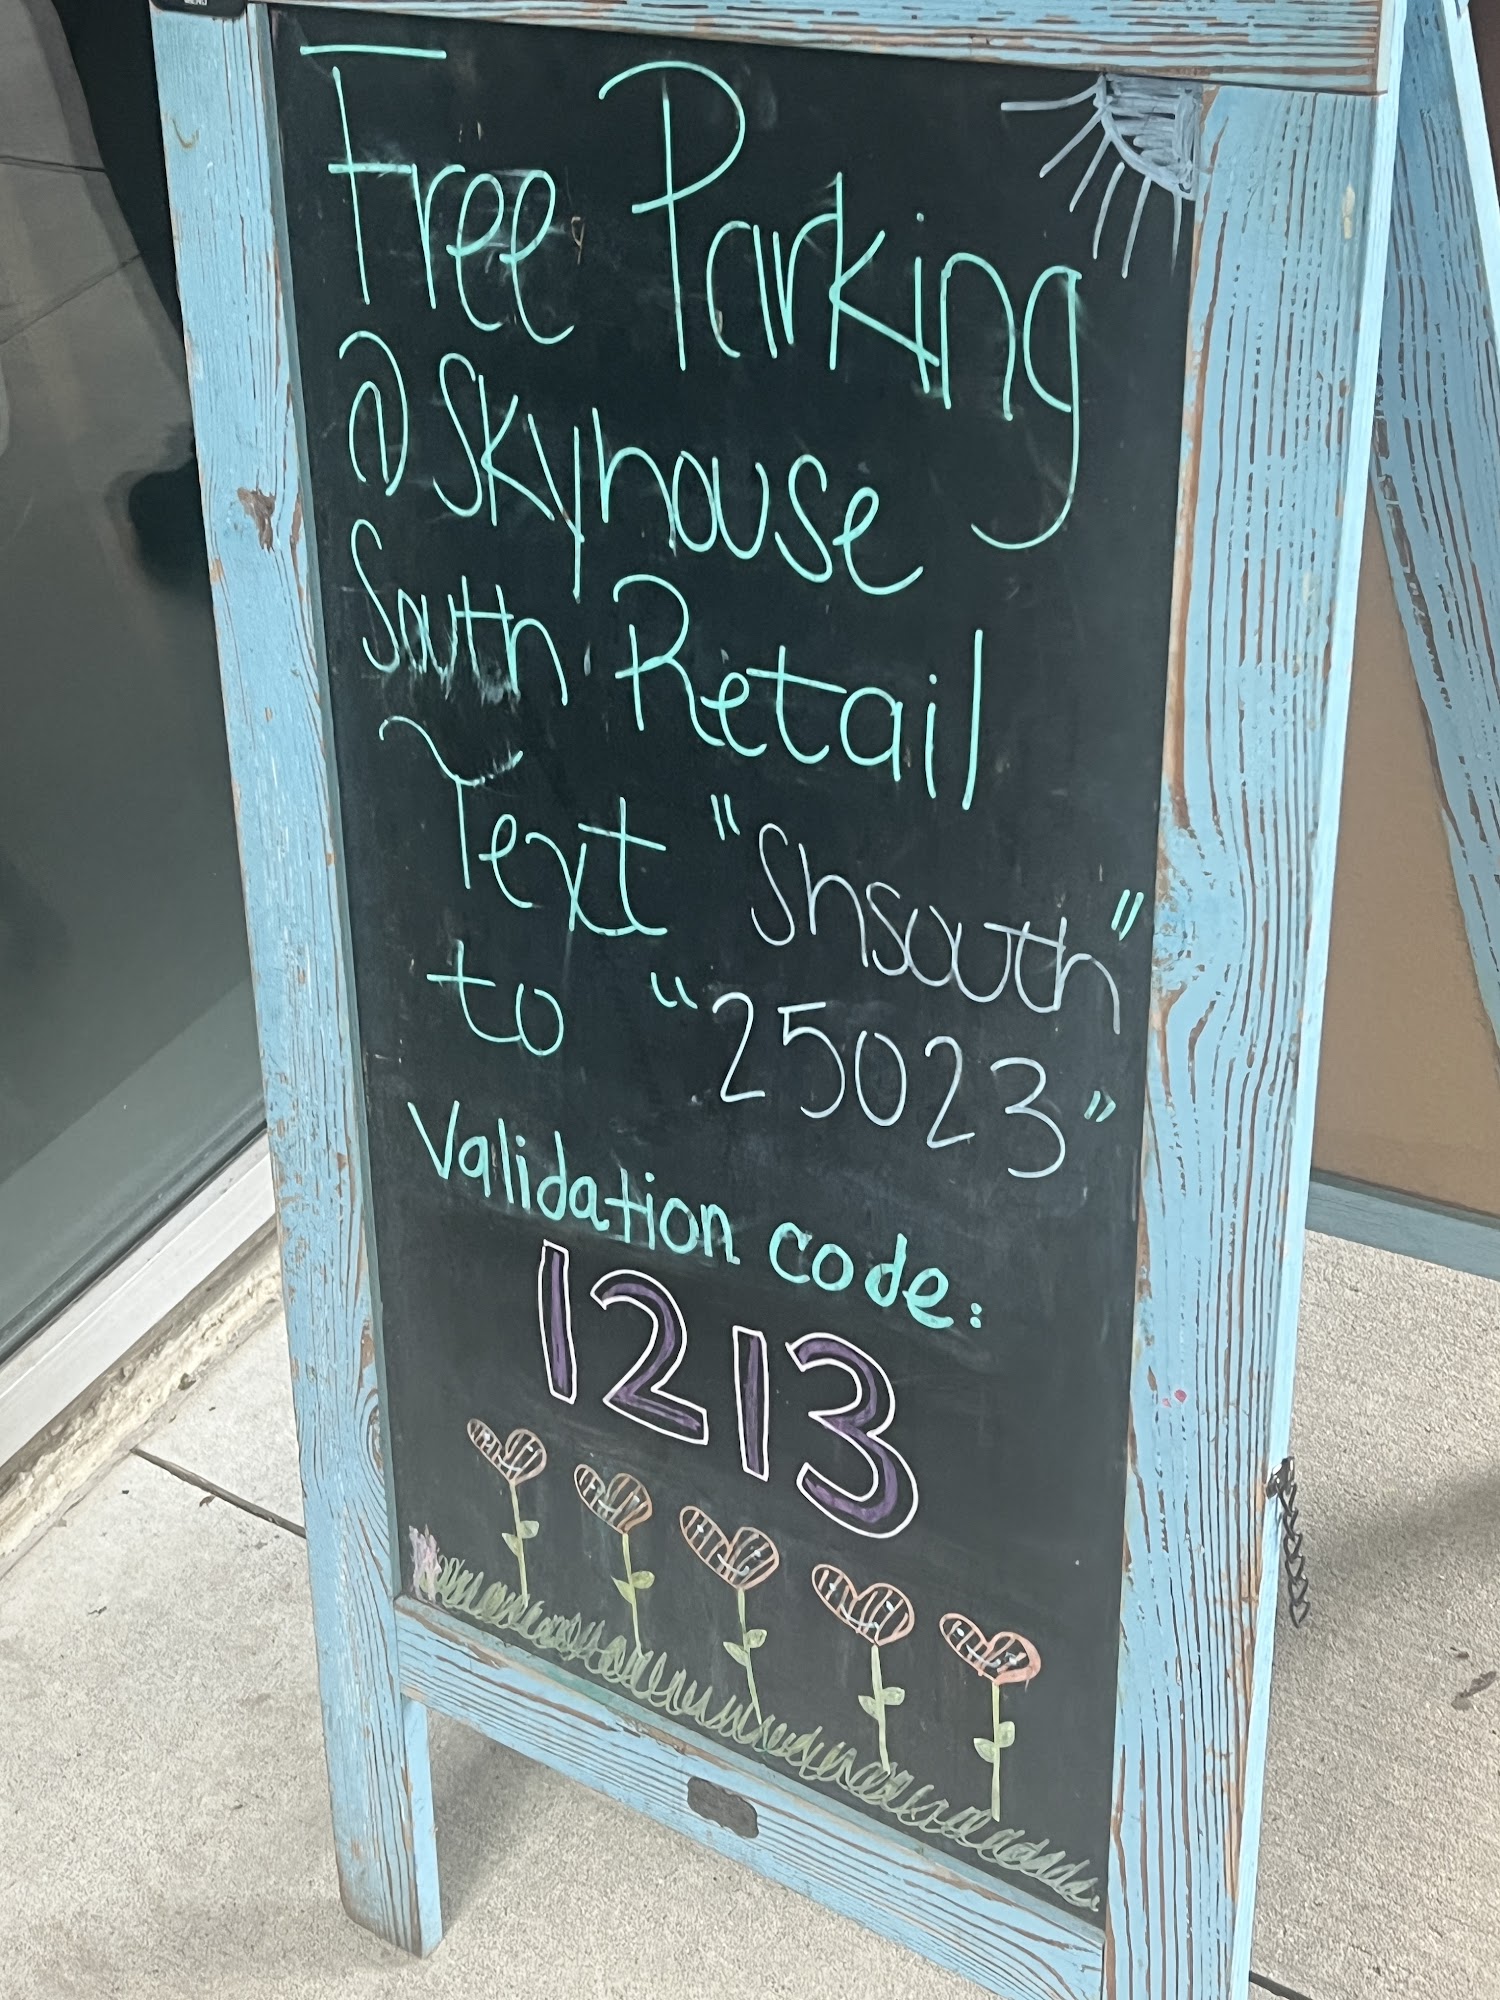 Free Parking
@ Skyhouse
South Retail
Text "Shsouth"
to "25023"
Validation code:
1213